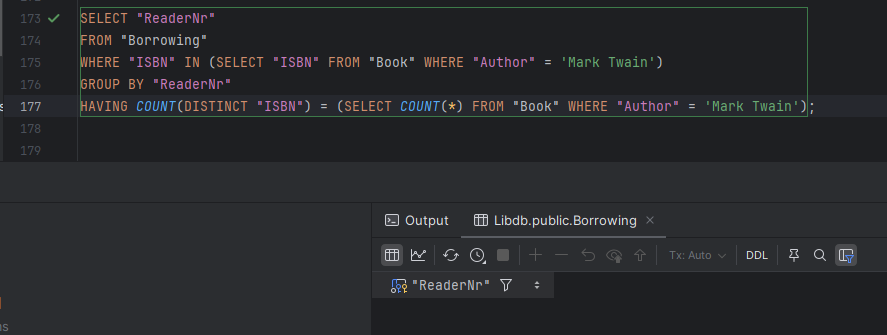 173 SELECT "ReaderNr"
174 FROM "Borrowing"
175 WHERE "ISBN" IN (SELECT "ISBN" FROM "Book" WHERE "Author" = 'Mark Twain')
176 GROUP BY "ReaderNr"
177 HAVING COUNT(DISTINCT "ISBN") = (SELECT COUNT(*) FROM "Book" WHERE "Author" = 'Mark Twain');
178
179
Output Libdb.public.Borrowing
Tx: Auto DDL
"ReaderNr"